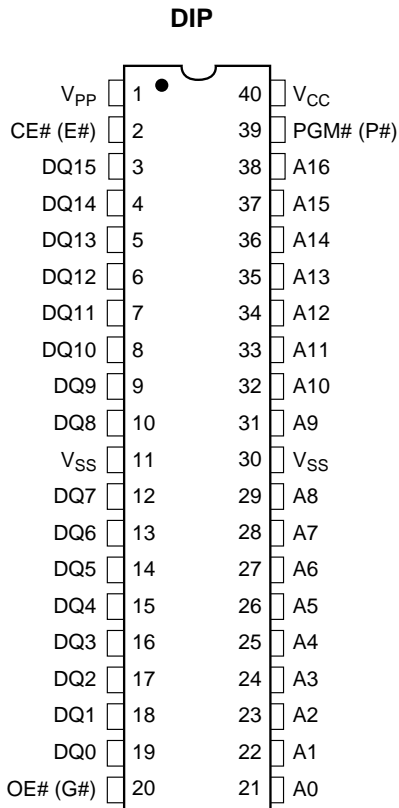 DIP
VPP 1 40 VCC
CE# (E#) 2 39 PGM# (P#)
DQ15 3 38 A16
DQ14 4 37 A15
DQ13 5 36 A14
DQ12 6 35 A13
DQ11 7 34 A12
DQ10 8 33 A11
DQ9 9 32 A10
DQ8 10 31 A9
VSS 11 30 VSS
DQ7 12 29 A8
DQ6 13 28 A7
DQ5 14 27 A6
DQ4 15 26 A5
DQ3 16 25 A4
DQ2 17 24 A3
DQ1 18 23 A2
DQ0 19 22 A1
OE# (G#) 20 21 A0